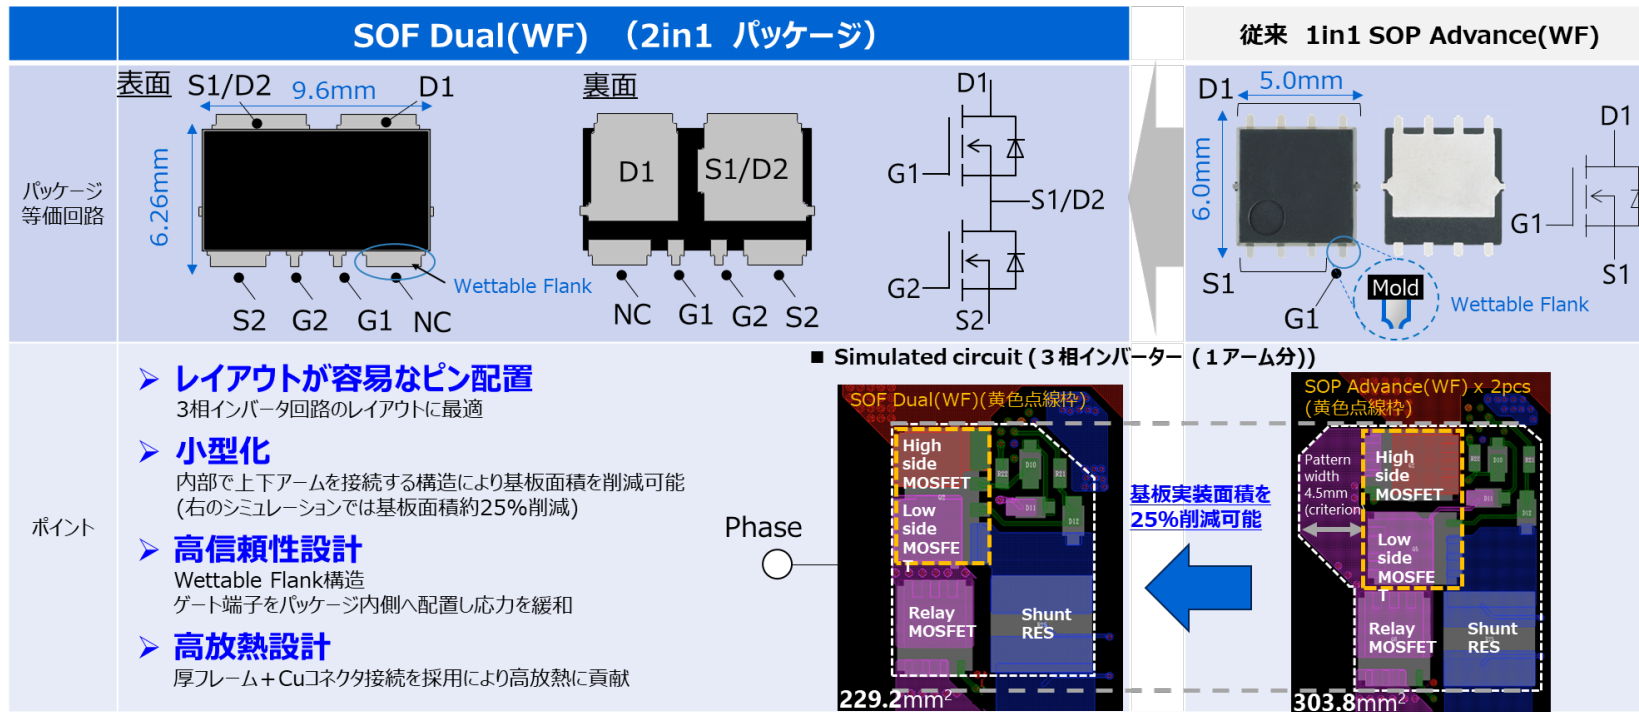 SOF Dual(WF) （2in1 パッケージ）
従来 1in1 SOP Advance(WF)
パッケージ
等価回路
表面
S1/D2
9.6mm
D1
6.26mm
Wettable Flank
S2
G2
G1
NC
裏面
D1
S1/D2
NC
G1
G2
S2
D1
G1
S1/D2
G2
S2
D1
5.0mm
6.0mm
S1
G1
Mold
Wettable Flank
D1
G1
S1
ポイント
➢ レイアウトが容易なピン配置
3相インバータ回路のレイアウトに最適
➢ 小型化
内部で上下アームを接続する構造により基板面積を削減可能
(右のシミュレーションでは基板面積約25%削減)
➢ 高信頼性設計
Wettable Flank構造
ゲート端子をパッケージ内側へ配置し応力を緩和
➢ 高放熱設計
厚フレーム＋Cuコネクタ接続を採用により高放熱に貢献
■ Simulated circuit (３相インバーター (１アーム分))
SOF Dual(WF)(黄色点線枠)
High
side
MOSFET
Low
side
MOSFE
T
R22
D10
R21
D11
D12
Phase
Relay
MOSFET
Shunt
RES
229.2mm²
基板実装面積を
25%削減可能
SOP Advance(WF) x 2pcs
(黄色点線枠)
Pattern
width
4.5mm
(criterion
High
side
MOSFET
Low
side
MOSFE
T
R22
D10
R21
D11
D12
Relay
MOSFET
Shunt
RES
303.8mm²